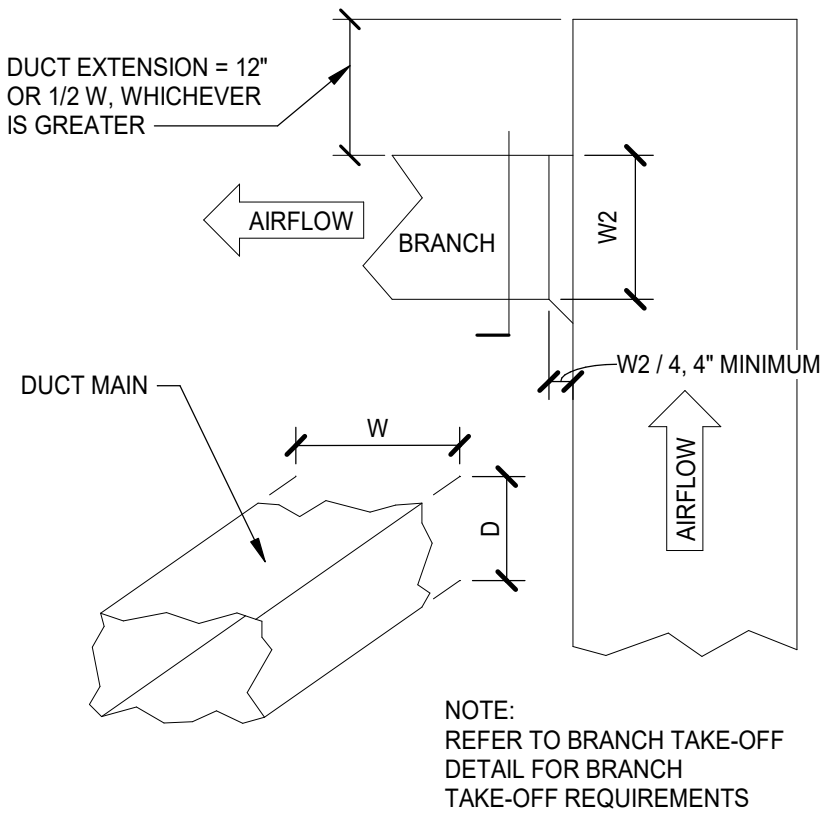 DUCT EXTENSION = 12"
OR 1/2 W, WHICHEVER
IS GREATER
AIRFLOW
BRANCH
W2
W2 / 4, 4" MINIMUM
DUCT MAIN
W
D
AIRFLOW
NOTE:
REFER TO BRANCH TAKE-OFF
DETAIL FOR BRANCH
TAKE-OFF REQUIREMENTS